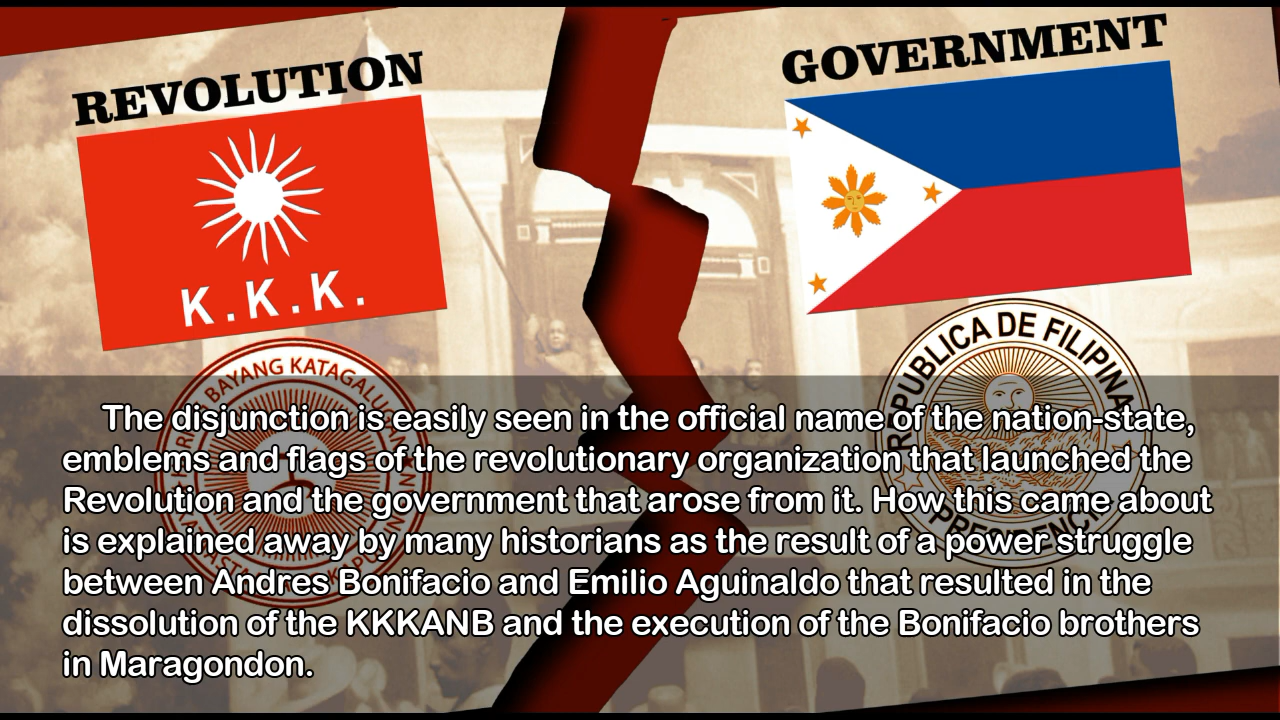 REVOLUTION
GOVERNMENT
K.K.K.
BAYANG KATAGALU
REPUBLICA DE FILIPINA
PRESIDENCI
The disjunction is easily seen in the official name of the nation-state,
emblems and flags of the revolutionary organization that launched the
Revolution and the government that arose from it. How this came about
is explained away by many historians as the result of a power struggle
between Andres Bonifacio and Emilio Aguinaldo that resulted in the
dissolution of the KKKANB and the execution of the Bonifacio brothers
in Maragondon.